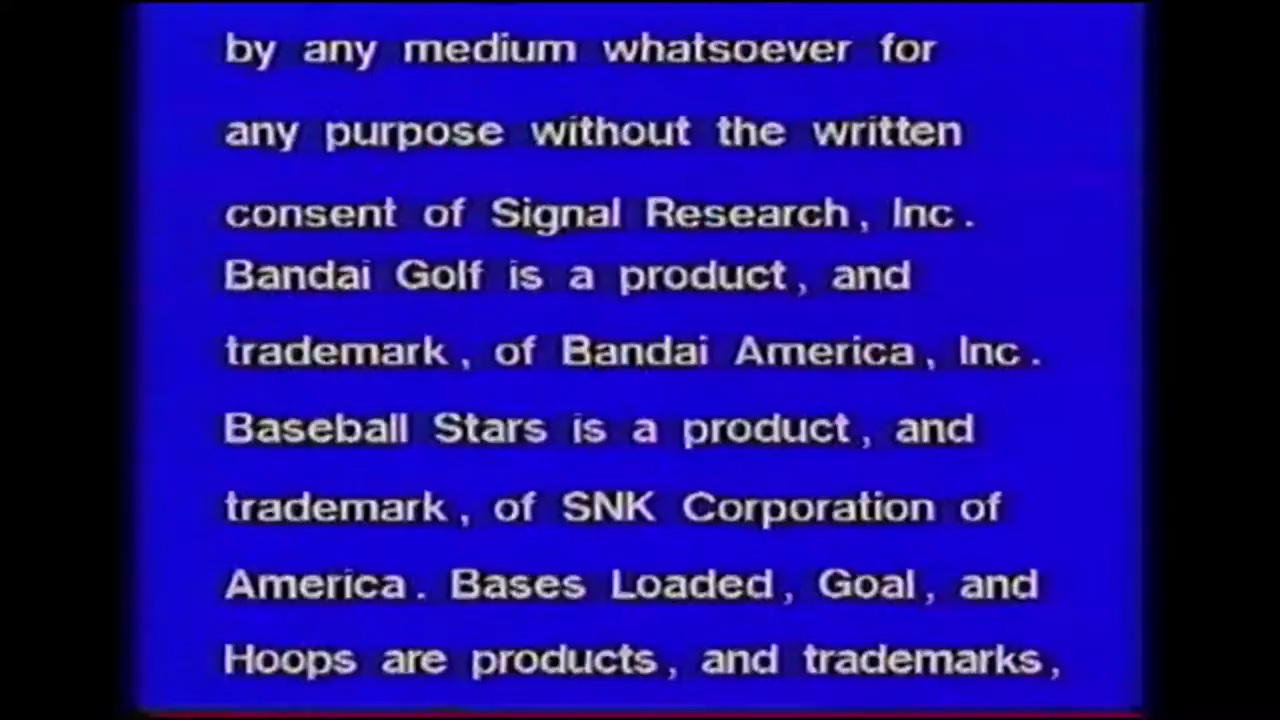 by any medium whatsoever for
any purpose without the written
consent of Signal Research, Inc.
Bandai Golf is a product, and
trademark, of Bandai America, Inc.
Baseball Stars is a product, and
trademark, of SNK Corporation of
America. Bases Loaded, Goal, and
Hoops are products, and trademarks,